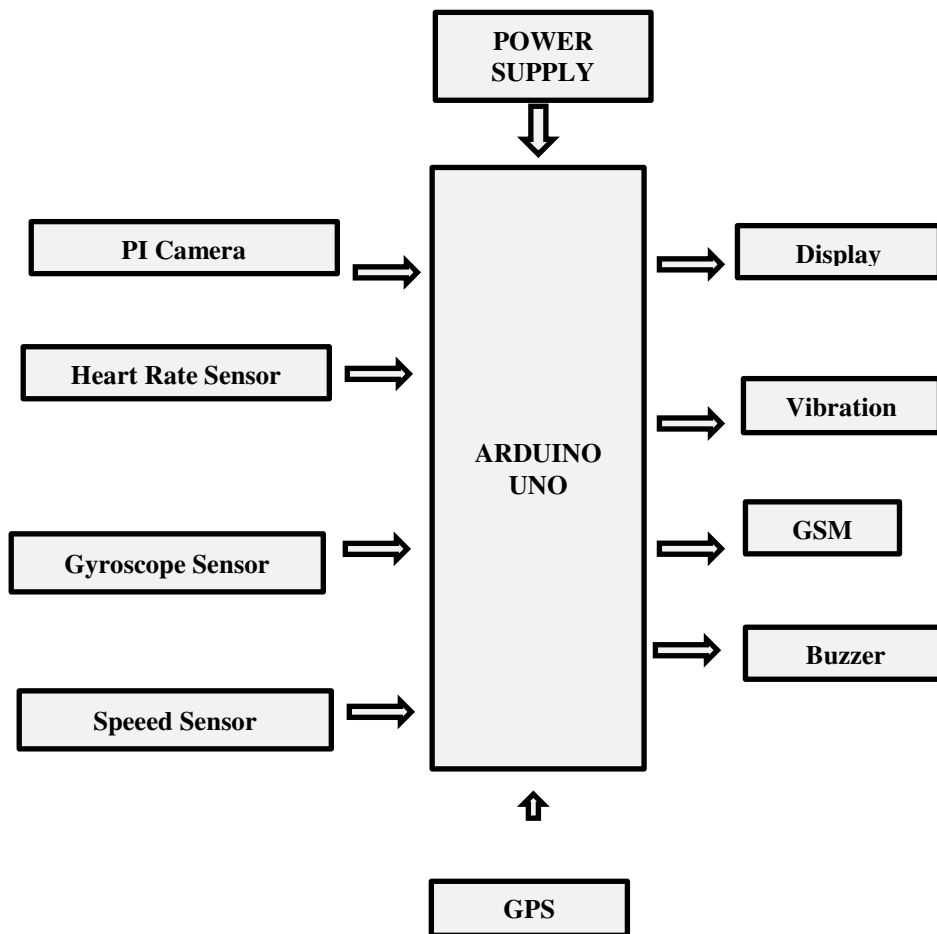 POWER
SUPPLY
PI Camera
Display
Heart Rate Sensor
Vibration
ARDUINO
UNO
GSM
Gyroscope Sensor
Buzzer
Speeed Sensor
GPS